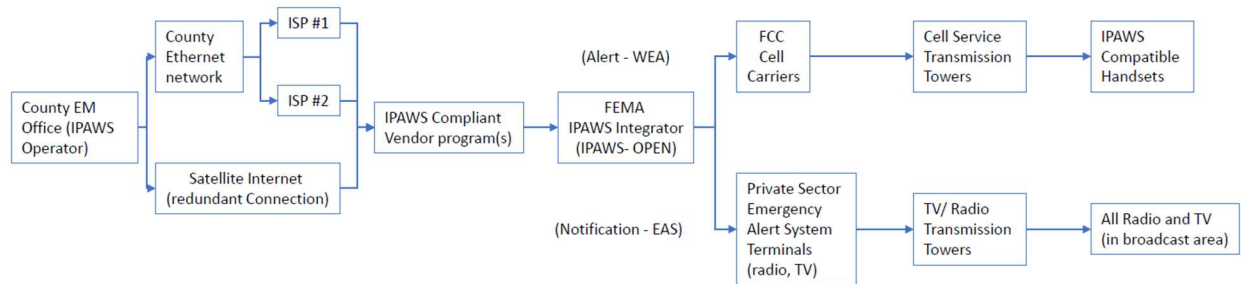 County EM
Office (IPAWS
Operator)
County
Ethernet
network
ISP #1
ISP #2
Satellite Internet
(redundant Connection)
IPAWS Compliant
Vendor program(s)
(Alert - WEA)
FEMA
IPAWS Integrator
(IPAWS- OPEN)
(Notification - EAS)
FCC
Cell
Carriers
Cell Service
Transmission
Towers
IPAWS
Compatible
Handsets
Private Sector
Emergency
Alert System
Terminals
(radio, TV)
TV/ Radio
Transmission
Towers
All Radio and TV
(in broadcast area)